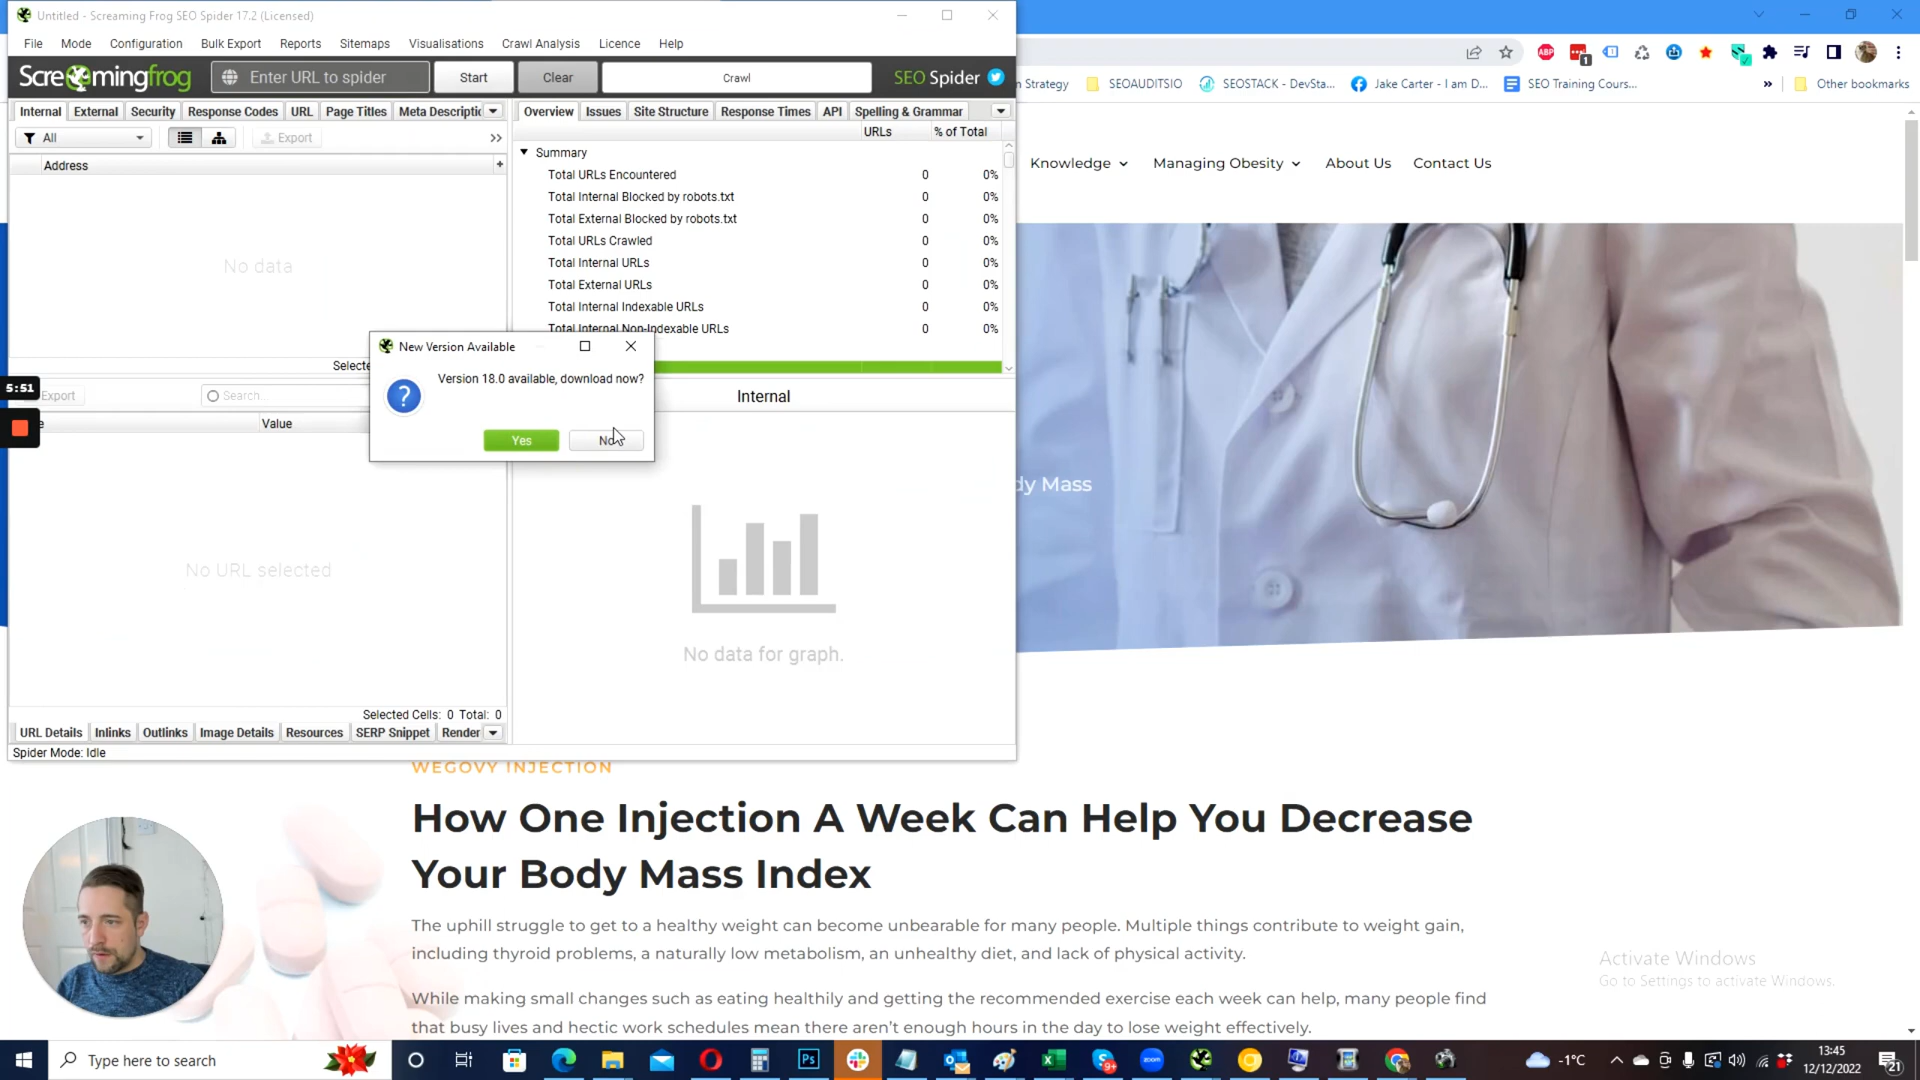 Untitled - Screaming Frog SEO Spider 17.2 (Licensed)
File Mode Configuration Bulk Export Reports Sitemaps Visualisations Crawl Analysis Licence Help
Screamingfrog Enter URL to spider Start Clear Crawl SEO Spider
n Strategy SEOAUDITSIO SEOSTACK - DevSta... Jake Carter - I am D... SEO Training Cours... » Other bookmarks
Internal External Security Response Codes URL Page Titles Meta Descripti
Overview Issues Site Structure Response Times API Spelling & Grammar
All Export >>
URLs % of Total
Address +
Summary
Total URLs Encountered 0 0%
Total Internal Blocked by robots.txt 0 0%
Total External Blocked by robots.txt 0 0%
Total URLs Crawled 0 0%
Total Internal URLs 0 0%
Total External URLs 0 0%
Total Internal Indexable URLs 0 0%
Total Internal Non-Indexable URLs 0 0%
No data
Knowledge Managing Obesity About Us Contact Us
New Version Available
Version 18.0 available, download now?
Yes No
Selecte
5:51
Export Search...
e Value
Internal
dy Mass
No URL selected
No data for graph.
Selected Cells: 0 Total: 0
URL Details Inlinks Outlinks Image Details Resources SERP Snippet Render
Spider Mode: Idle
WEGOVY INJECTION
How One Injection A Week Can Help You Decrease
Your Body Mass Index
The uphill struggle to get to a healthy weight can become unbearable for many people. Multiple things contribute to weight gain,
including thyroid problems, a naturally low metabolism, an unhealthy diet, and lack of physical activity.
While making small changes such as eating healthily and getting the recommended exercise each week can help, many people find
that busy lives and hectic work schedules mean there aren't enough hours in the day to lose weight effectively.
Activate Windows
Go to Settings to activate Windows.
Type here to search
Ps
zoom
-1°C
13:45
12/12/2022
21
ABP
1
9+